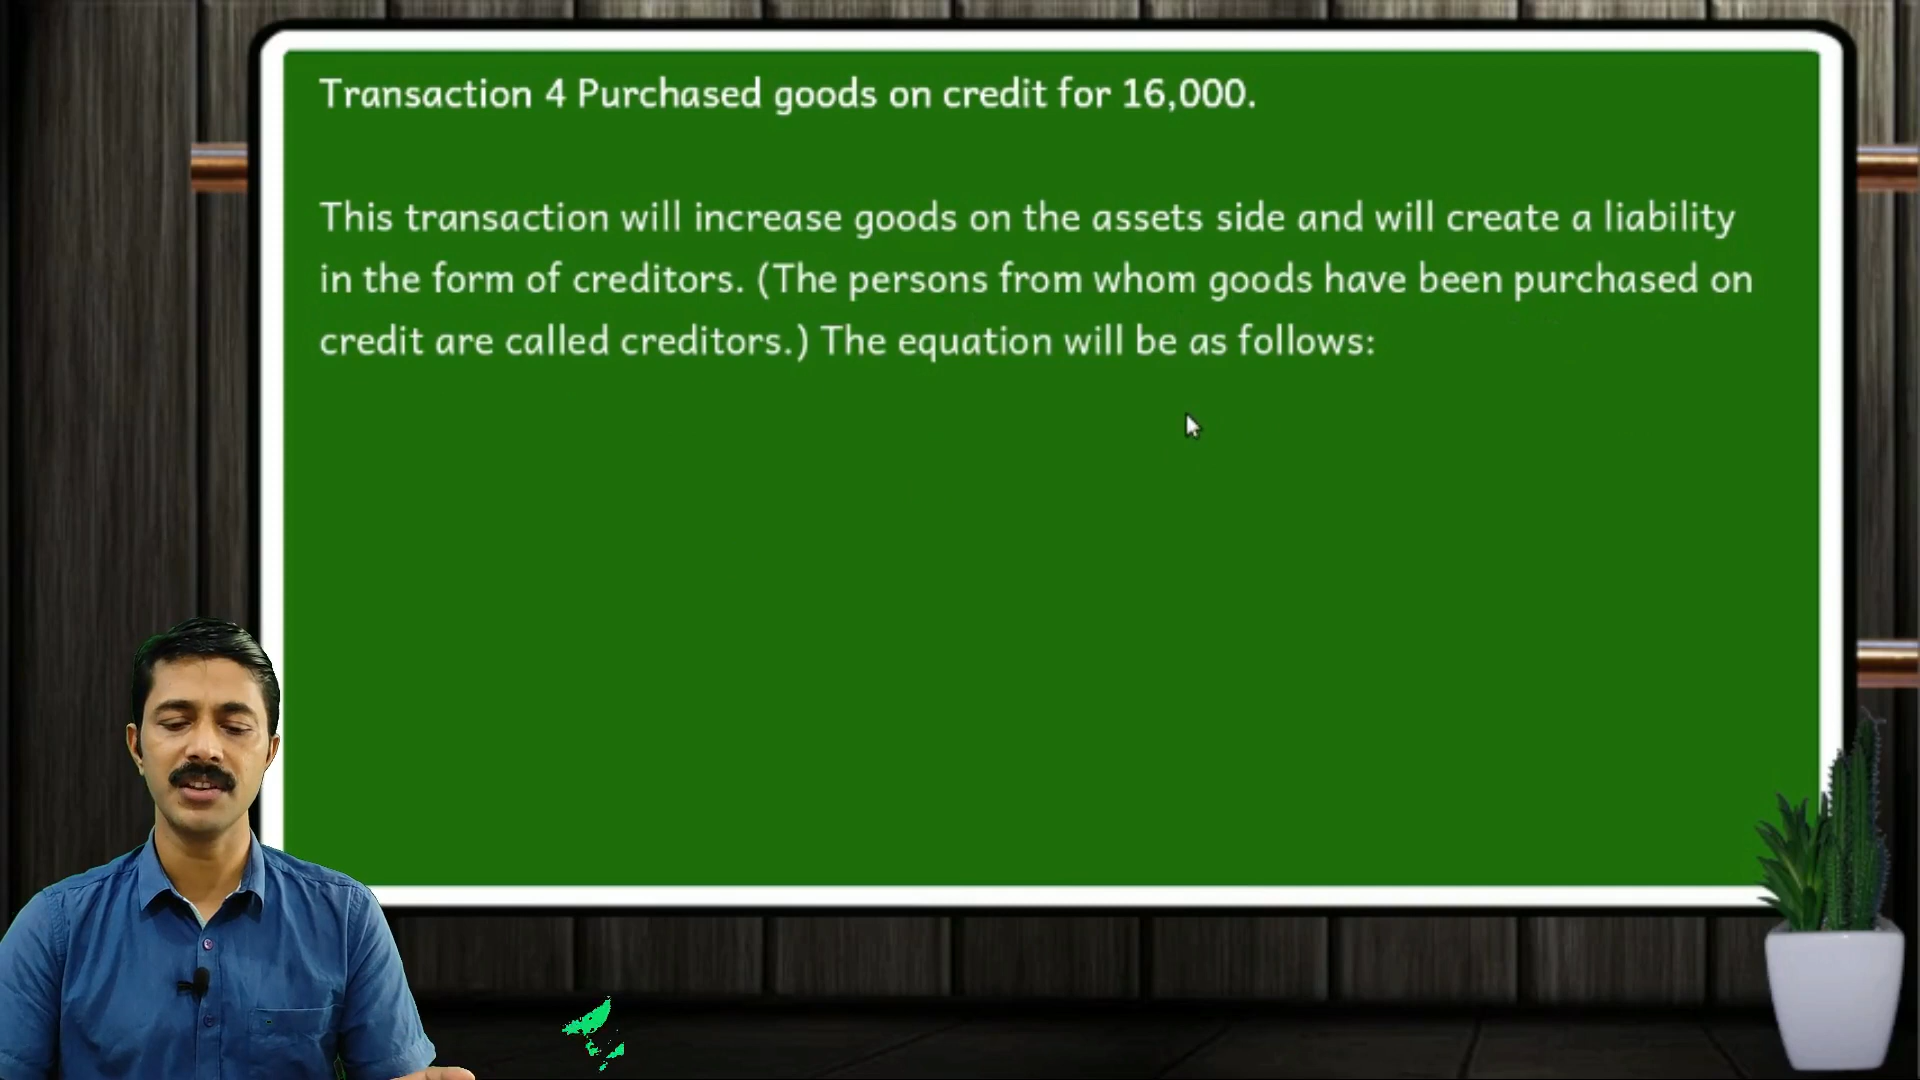 Transaction 4 Purchased goods on credit for 16,000.
This transaction will increase goods on the assets side and will create a liability
in the form of creditors. (The persons from whom goods have been purchased on
credit are called creditors.) The equation will be as follows: